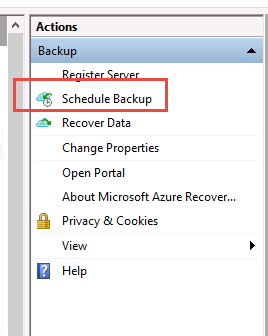 Actions
Backup
Register Server
Schedule Backup
Recover Data
Change Properties
Open Portal
About Microsoft Azure Recover...
Privacy & Cookies
View
Help